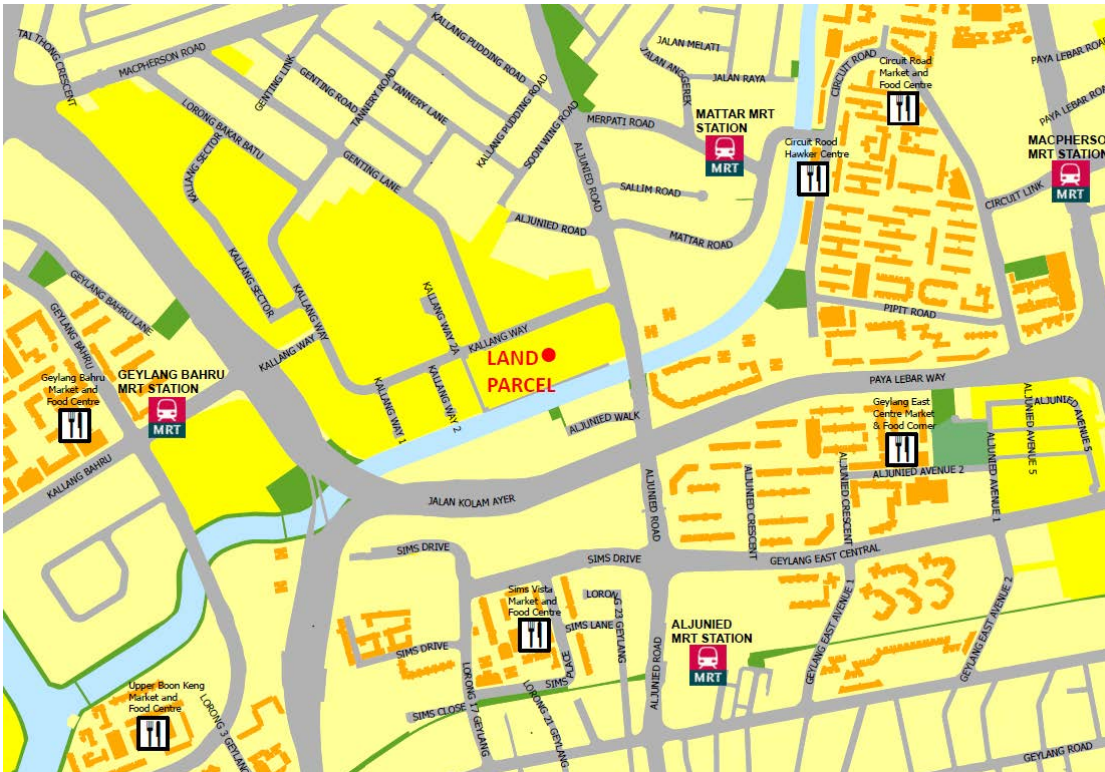 TAI THONG CRESCENT
MACPHERSON ROAD
KALLANG PUDDING ROAD
GENTING LINK
GENTING ROAD
TANNERY ROAD
TANNERY LANE
KALLANG PUDDING ROAD
SOON WING ROAD
LORONG BAKAR BATU
KALLANG SECTOR
GENTING LANE
JALAN MELATI
JALAN ANGGEREK
JALAN RAYA
MERPATI ROAD
MATTAR MRT
STATION
MRT
SALLIM ROAD
MATTAR ROAD
ALJUNIED ROAD
ALJUNIED ROAD
CIRCUIT ROAD
Circuit Road
Market and
Food Centre
Circuit Rood
Hawker Centre
PAYA LEBAR ROAD
PAYA LEBAR ROA
MACPHERSO
MRT STATION
MRT
CIRCUIT LINK
PIPIT ROAD
KALLANG SECTOR
KALLANG WAY
KALLANG WAY 2A
KALLANG WAY
KALLANG WAY
KALLANG WAY 1
KALLANG WAY 2
LAND
PARCEL
GEYLANG BAHRU LANE
GEYLANG BAHRU
GEYLANG BAHRU
MRT STATION
MRT
Geylang Bahru
Market and
Food Centre
KALLANG BAHRU
ALJUNIED WALK
PAYA LEBAR WAY
Geylang East
Centre Market
& Food Corner
ALJUNIED AVENUE 2
ALJUNIED AVENUE 1
ALJUNIED AVENUE 5
ALJUNIED AVENUE 5
JALAN KOLAM AYER
ALJUNIED ROAD
ALJUNIED CRESCENT
ALJUNIED CRESCENT
GEYLANG EAST CENTRAL
GEYLANG EAST AVENUE 1
GEYLANG EAST AVENUE 2
SIMS DRIVE
SIMS DRIVE
SIMS DRIVE
Sims Vista
Market and
Food Centre
LORONG 23 GEYLANG
SIMS LANE
SIMS PLACE
SIMS CLOSE
LORONG 17 GEYLANG
LORONG 21 GEYLANG
ALJUNIED
MRT STATION
MRT
ALJUNIED ROAD
Upper Boon Keng
Market and
Food Centre
LORONG 3 GEYLANG
GEYLANG ROAD